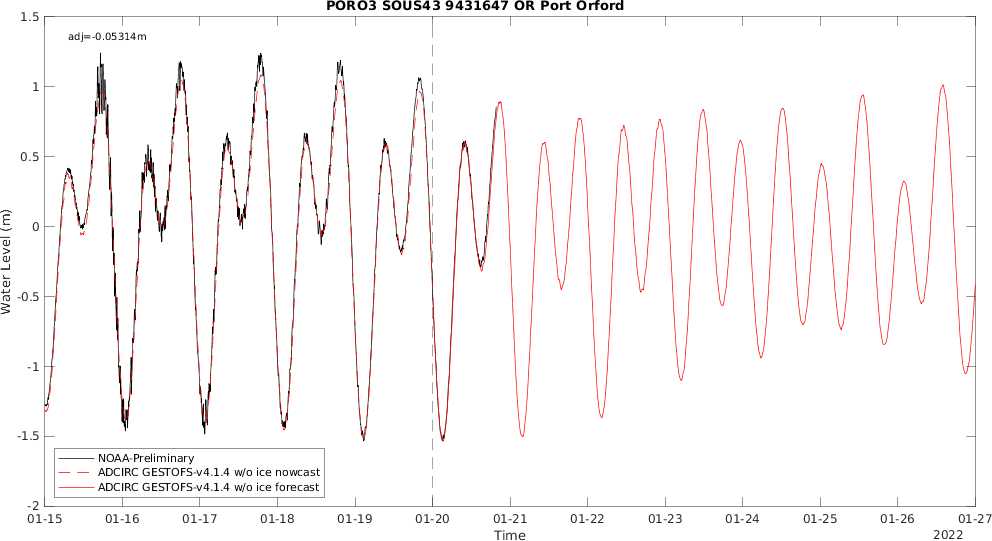 PORO3 SOUS43 9431647 OR Port Orford
adj=-0.05314m
1.5
1
0.5
0
-0.5
-1
-1.5
-2
Water Level (m)
NOAA-Preliminary
ADCIRC GESTOFS-v4.1.4 w/o ice nowcast
ADCIRC GESTOFS-v4.1.4 w/o ice forecast
01-15 01-16 01-17 01-18 01-19 01-20 01-21 01-22 01-23 01-24 01-25 01-26 01-27
Time
2022